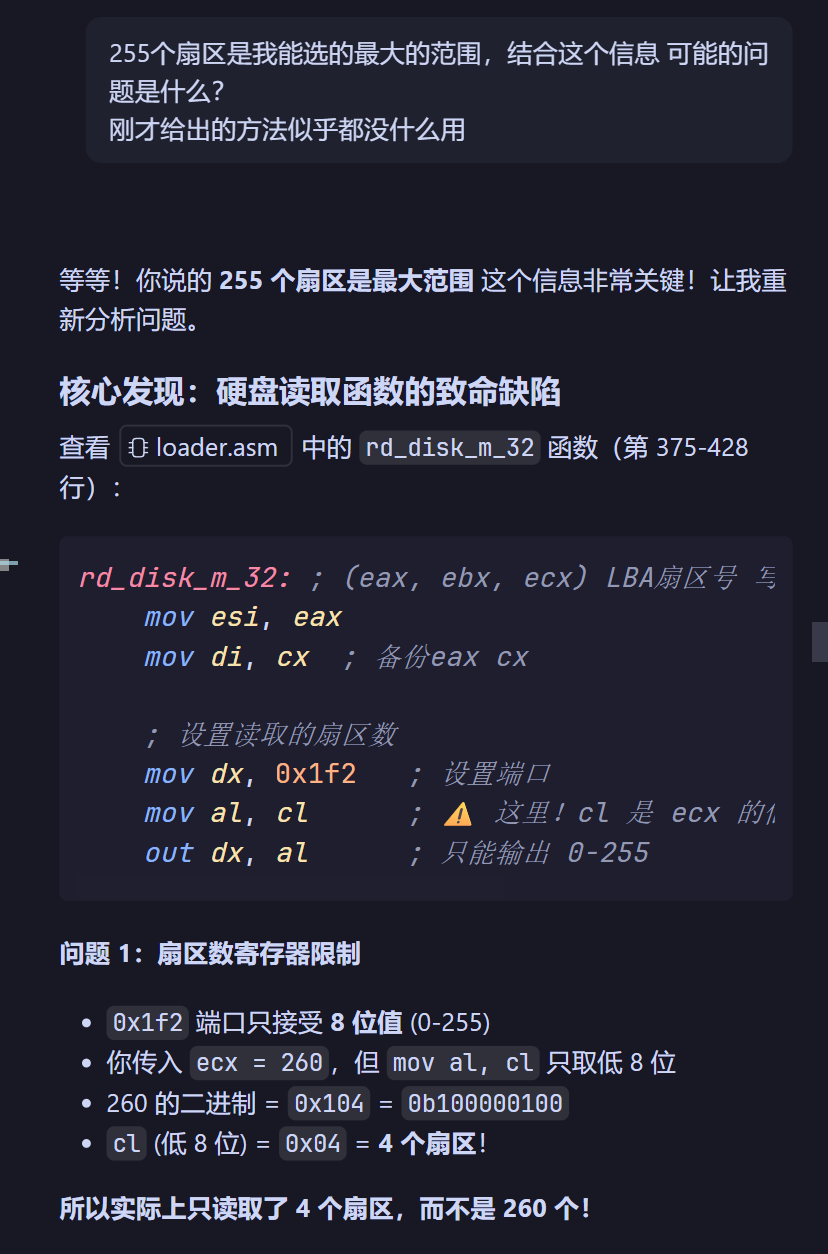 255个扇区是我能选的最大的范围，结合这个信息 可能的问
题是什么？
刚才给出的方法似乎都没什么用
等等！你说的 255 个扇区是最大范围 这个信息非常关键！让我重
新分析问题。
核心发现：硬盘读取函数的致命缺陷
查看 loader.asm 中的 rd_disk_m_32 函数（第 375-428
行）：
rd_disk_m_32: ; (eax, ebx, ecx) LBA扇区号 写
mov esi, eax
mov di, cx ; 备份eax cx
; 设置读取的扇区数
mov dx, 0x1f2 ; 设置端口
mov al, cl ; ⚠️ 这里！cl 是 ecx 的
out dx, al ; 只能输出 0-255
问题 1：扇区数寄存器限制
• 0x1f2 端口只接受 8 位值 (0-255)
• 你传入 ecx = 260，但 mov al, cl 只取低 8 位
• 260 的二进制 = 0x104 = 0b100000100
• cl (低 8 位) = 0x04 = 4 个扇区！
所以实际上只读取了 4 个扇区，而不是 260 个！